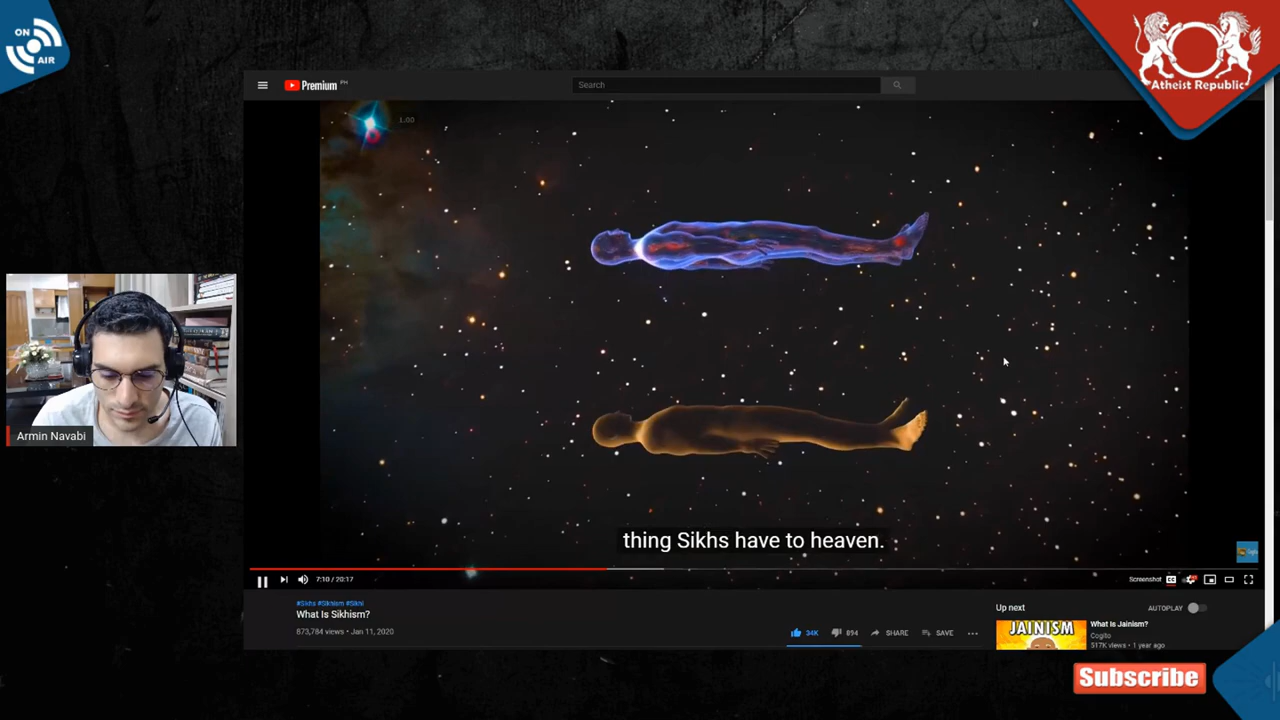 ON
AIR
Atheist Republic
Premium PH
Search
1.00
Armin Navabi
thing Sikhs have to heaven.
7:10 / 20:17
Screenshot
#Sikhs #Sikhism #Sikhi
What Is Sikhism?
873,784 views • Jan 11, 2020
34K
894
SHARE
SAVE
Up next
AUTOPLAY
JAINISM
What Is Jainism?
Cogito
517K views • 1 year ago
Subscribe